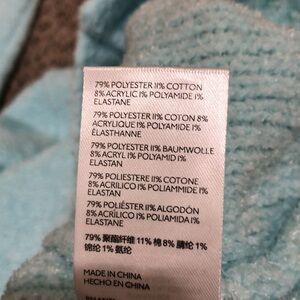 79% POLYESTER 11% COTTON
8% ACRYLIC 1% POLYAMIDE 1%
ELASTANE
79% POLYESTER 11% COTON 8%
ACRYLIQUE 1% POLYAMIDE 1%
ÉLASTHANNE
79% POLYESTER 11% BAUMWOLLE
8% ACRYL 1% POLYAMID 1%
ELASTAN
79% POLIESTERE 11% COTONE
8% ACRILICO 1% POLIAMMIDE 1%
ELASTANE
79% POLIÉSTER 11% ALGODÓN
8% ACRÍLICO 1% POLIAMIDA 1%
ELASTANE
79% 聚酯纤维 11% 棉 8% 腈纶 1%
锦纶 1% 氨纶
MADE IN CHINA
HECHO EN CHINA